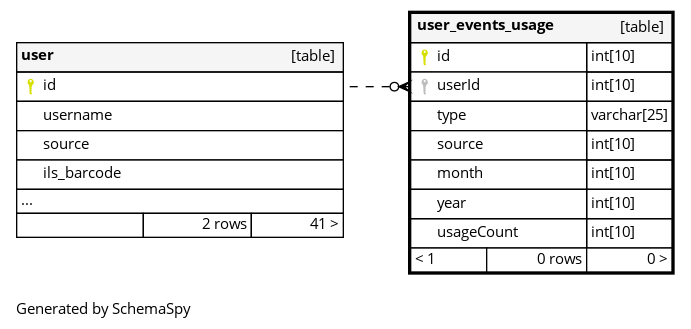 user [table]
id
username
source
ils_barcode
...
2 rows 41 >
user_events_usage [table]
id int[10]
userId int[10]
type varchar[25]
source int[10]
month int[10]
year int[10]
usageCount int[10]
< 1 0 rows 0 >
Generated by SchemaSpy